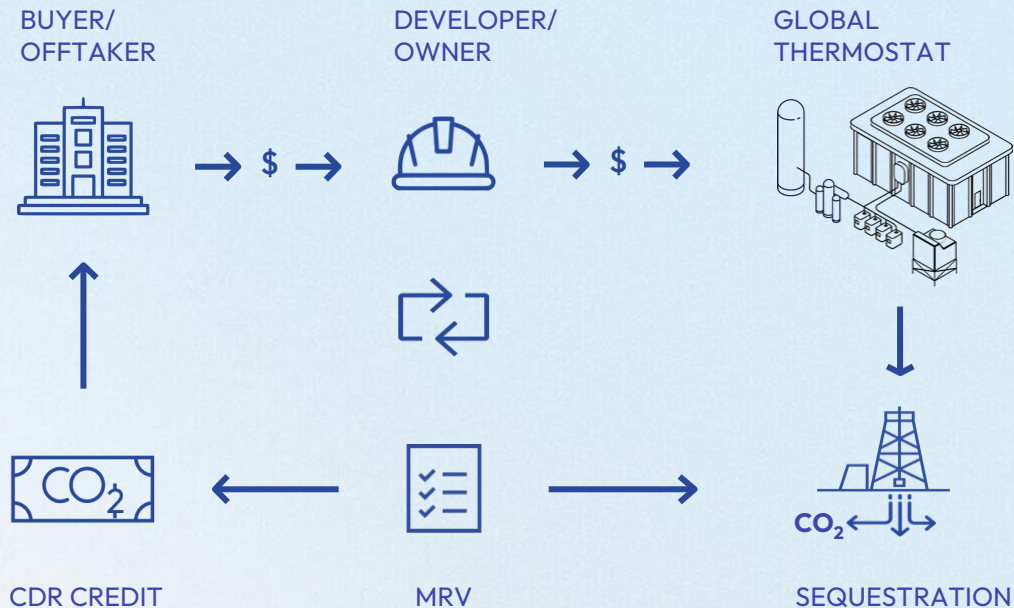 BUYER/
OFFTAKER
DEVELOPER/
OWNER
GLOBAL
THERMOSTAT
$
$
CO₂
CO₂
CDR CREDIT
MRV
SEQUESTRATION